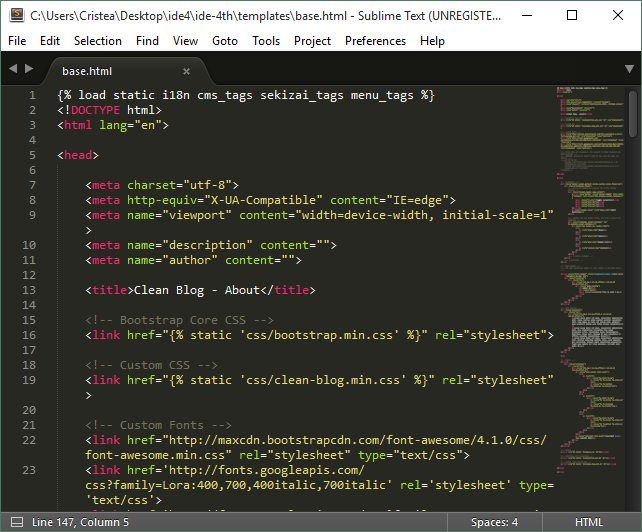 C:\Users\Cristea\Desktop\ide4\ide-4th\templates\base.html - Sublime Text (UNREGISTE...
File Edit Selection Find View Goto Tools Project Preferences Help
base.html ×
1 {% load static i18n cms_tags sekizai_tags menu_tags %}
2 <!DOCTYPE html>
3 <html lang="en">
4
5 <head>
6
7 <meta charset="utf-8">
8 <meta http-equiv="X-UA-Compatible" content="IE=edge">
9 <meta name="viewport" content="width=device-width, initial-scale=1"
>
10 <meta name="description" content="">
11 <meta name="author" content="">
12
13 <title>Clean Blog - About</title>
14
15 <!-- Bootstrap Core CSS -->
16 <link href="{% static 'css/bootstrap.min.css' %}" rel="stylesheet">
17
18 <!-- Custom CSS -->
19 <link href="{% static 'css/clean-blog.min.css' %}" rel="stylesheet"
>
20
21 <!-- Custom Fonts -->
22 <link href="http://maxcdn.bootstrapcdn.com/font-awesome/4.1.0/css/
font-awesome.min.css" rel="stylesheet" type="text/css">
23 <link href='http://fonts.googleapis.com/
css?family=Lora:400,700,400italic,700italic' rel='stylesheet' type=
'text/css'>
Line 147, Column 5 Spaces: 4 HTML